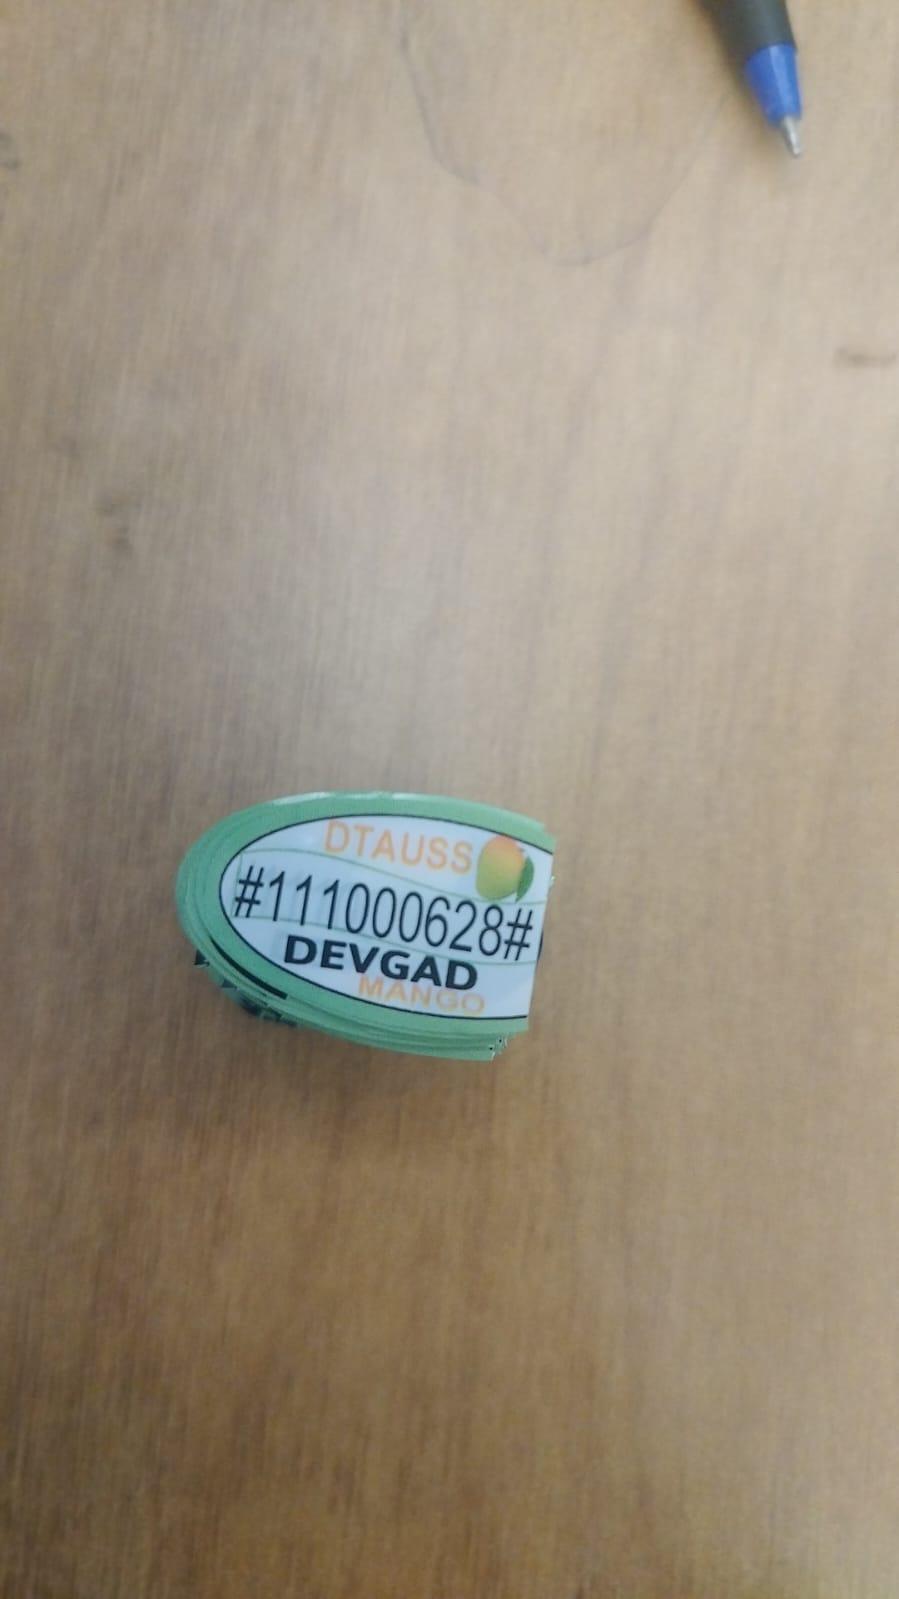 DTAUSS
#111000628#
DEVGAD
MANGO